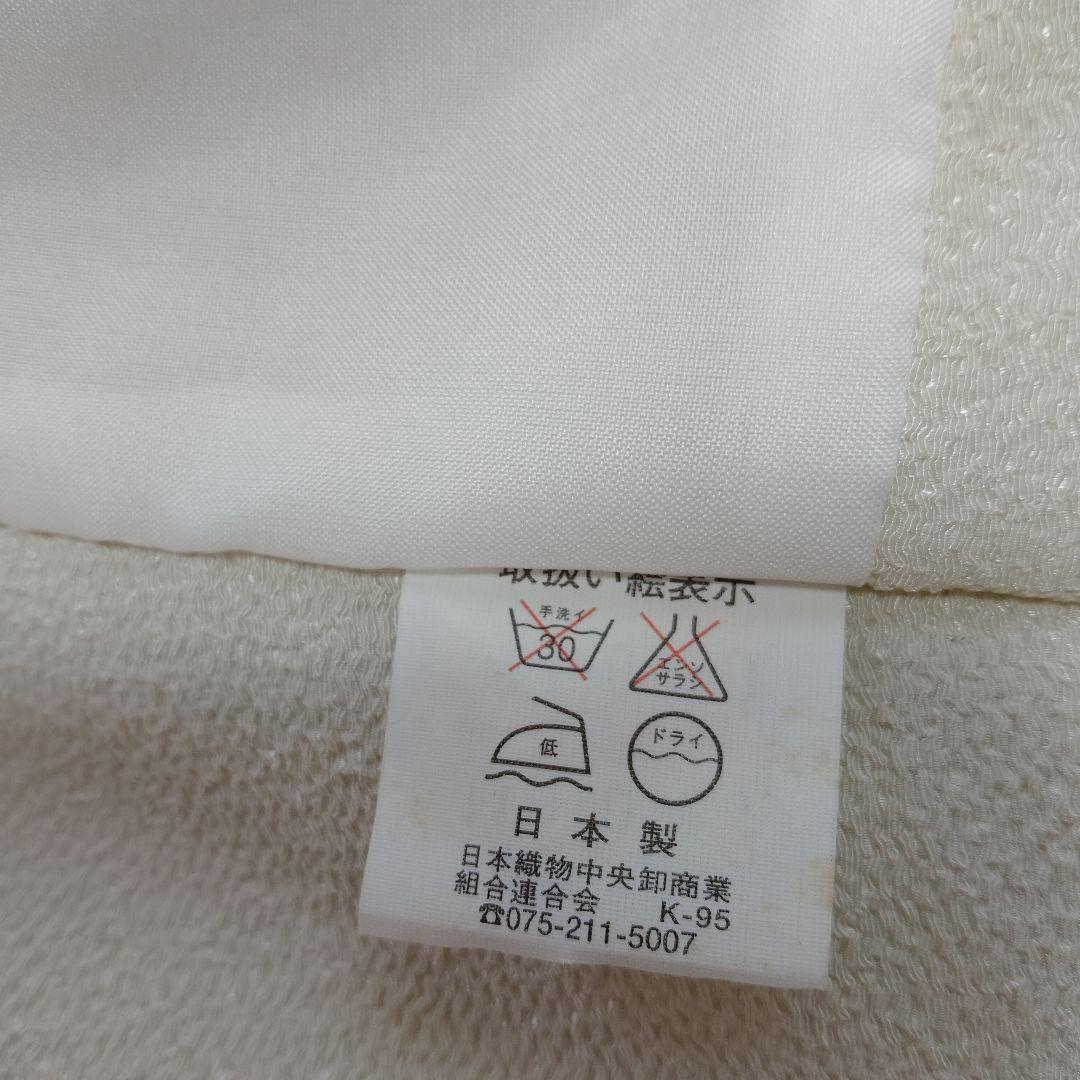 取扱い絵表示
手洗イ
30
エンソ
サラシ
低
ドライ
日本製
日本織物中央卸商業
組合連合会 K-95
☎075-211-5007